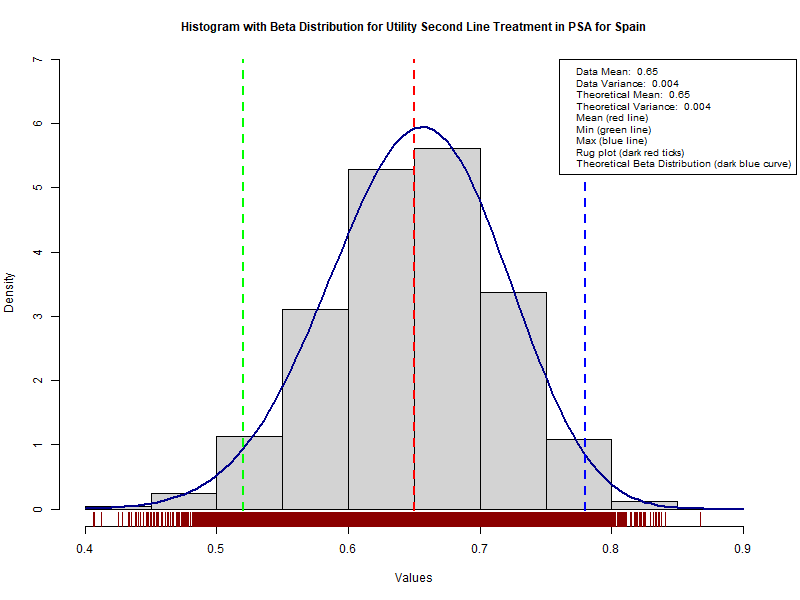 Histogram with Beta Distribution for Utility Second Line Treatment in PSA for Spain
Data Mean: 0.65
Data Variance: 0.004
Theoretical Mean: 0.65
Theoretical Variance: 0.004
Mean (red line)
Min (green line)
Max (blue line)
Rug plot (dark red ticks)
Theoretical Beta Distribution (dark blue curve)
Density
7
6
5
4
3
2
1
0
0.4 0.5 0.6 0.7 0.8 0.9
Values